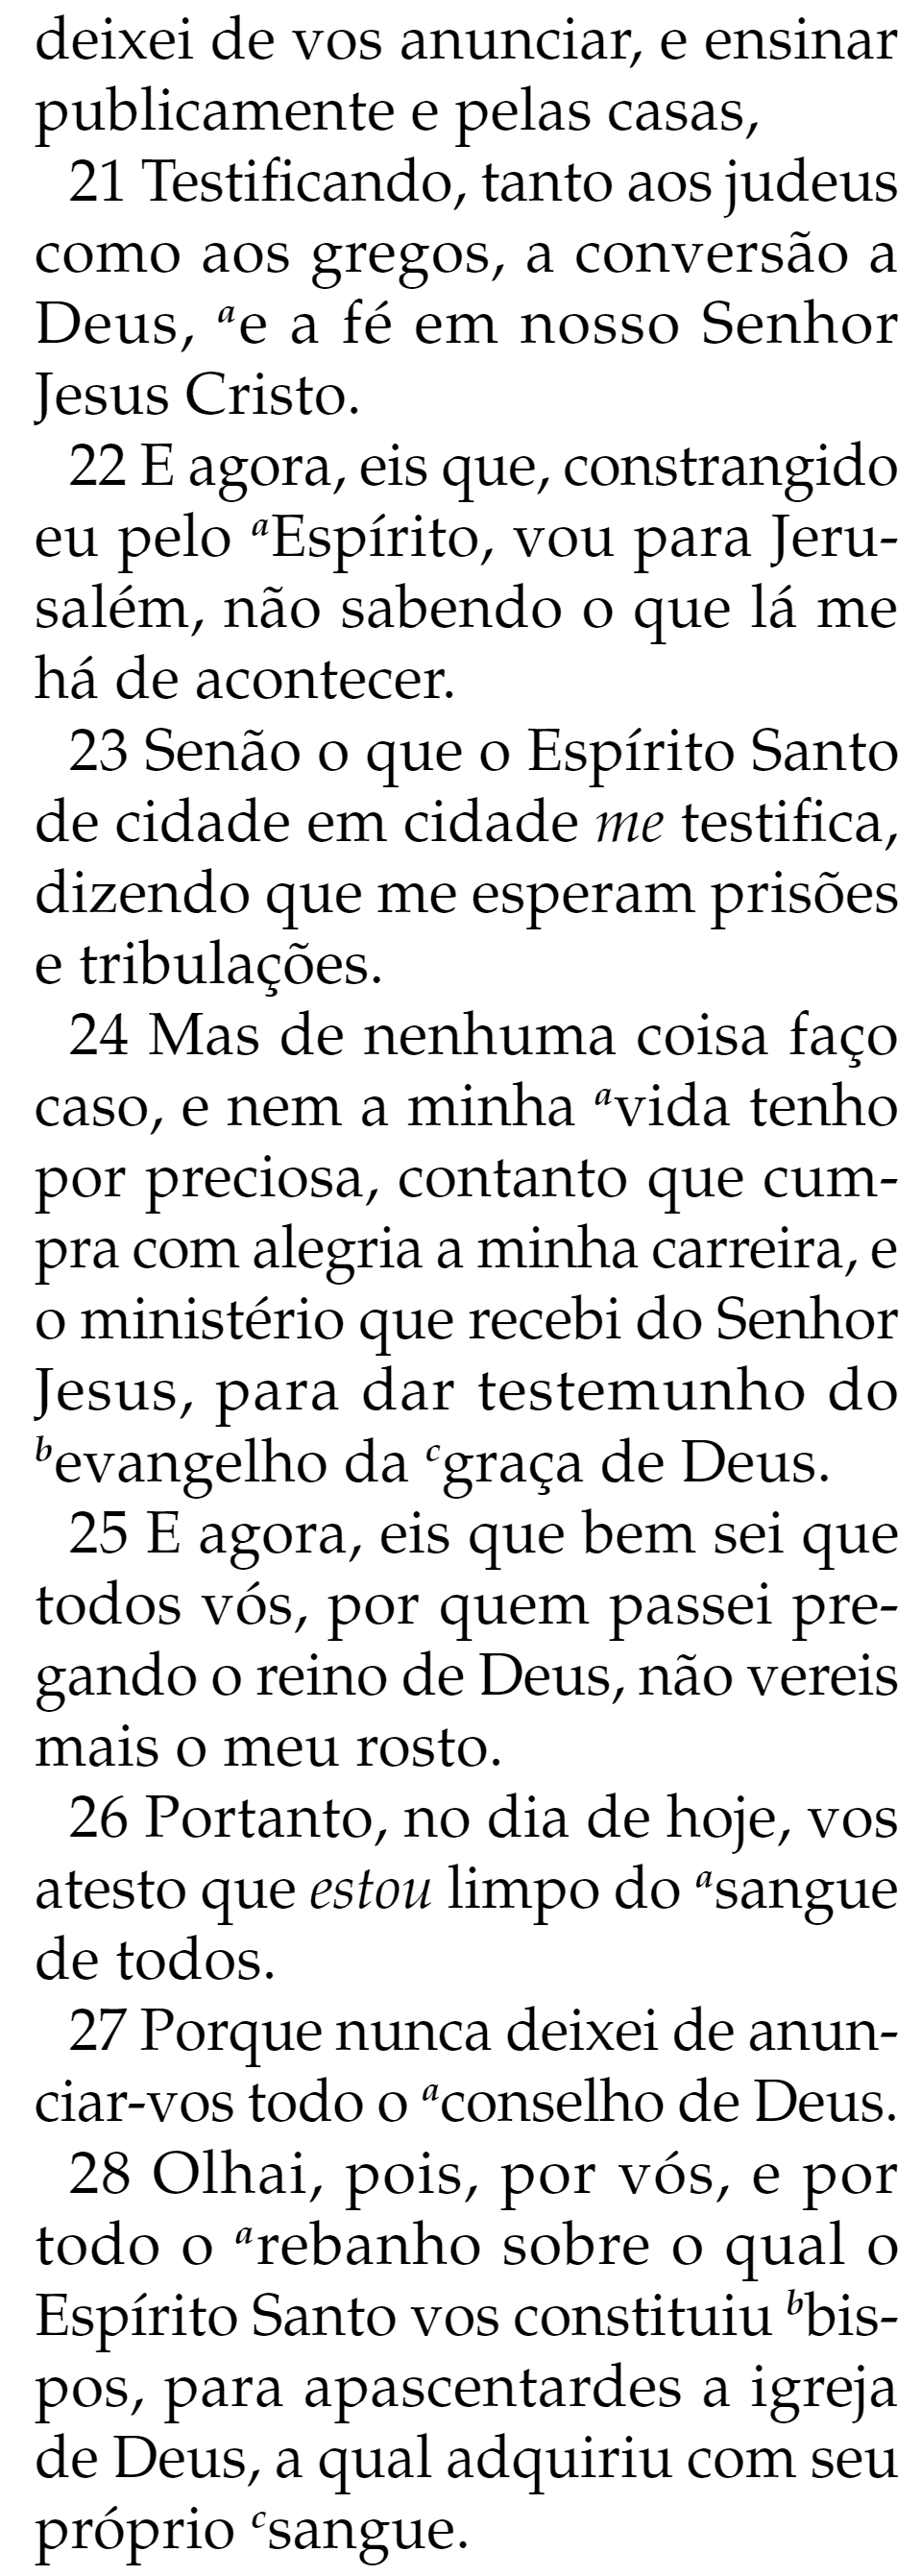 deixei de vos anunciar, e ensinar
publicamente e pelas casas,
21 Testificando, tanto aos judeus
como aos gregos, a conversão a
Deus, ᵃe a fé em nosso Senhor
Jesus Cristo.
22 E agora, eis que, constrangido
eu pelo ᵃEspírito, vou para Jeru-
salém, não sabendo o que lá me
há de acontecer.
23 Senão o que o Espírito Santo
de cidade em cidade me testifica,
dizendo que me esperam prisões
e tribulações.
24 Mas de nenhuma coisa faço
caso, e nem a minha ᵃvida tenho
por preciosa, contanto que cum-
pra com alegria a minha carreira, e
o ministério que recebi do Senhor
Jesus, para dar testemunho do
ᵇevangelho da ᶜgraça de Deus.
25 E agora, eis que bem sei que
todos vós, por quem passei pre-
gando o reino de Deus, não vereis
mais o meu rosto.
26 Portanto, no dia de hoje, vos
atesto que estou limpo do ᵃsangue
de todos.
27 Porque nunca deixei de anun-
ciar-vos todo o ᵃconselho de Deus.
28 Olhai, pois, por vós, e por
todo o ᵃrebanho sobre o qual o
Espírito Santo vos constituiu ᵇbis-
pos, para apascentardes a igreja
de Deus, a qual adquiriu com seu
próprio ᶜsangue.